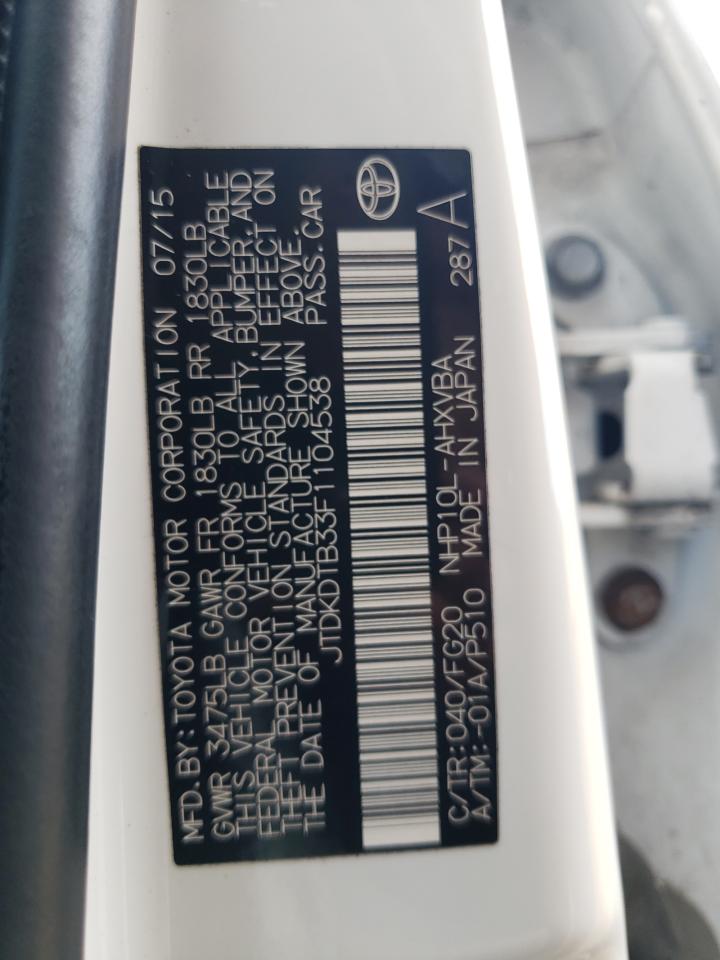 MFD. BY: TOYOTA MOTOR CORPORATION 07/15
GVWR 3475LB GAWR FR 1830LB RR 1830LB
THIS VEHICLE CONFORMS TO ALL APPLICABLE
FEDERAL MOTOR VEHICLE SAFETY, BUMPER, AND
THEFT PREVENTION STANDARDS IN EFFECT ON
THE DATE OF MANUFACTURE SHOWN ABOVE.
JTDKDTB33F1104538 PASS. CAR
C/TR: 040/FG20 NHP10L-AHXVBA 287 A
A/TM: -01A/P510 MADE IN JAPAN